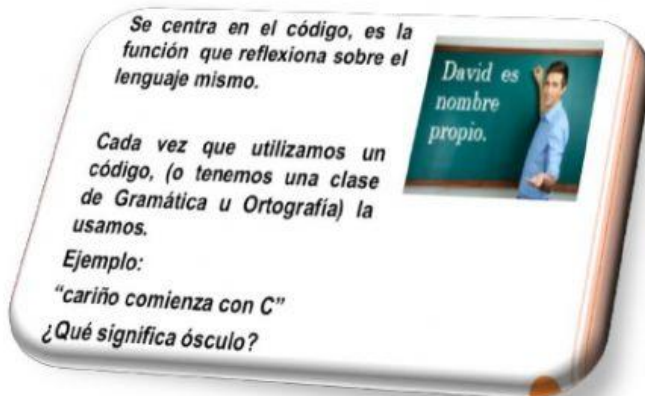 Se centra en el código, es la
función que reflexiona sobre el
lenguaje mismo.
David es
nombre
propio.
Cada vez que utilizamos un
código, (o tenemos una clase
de Gramática u Ortografía) la
usamos.
Ejemplo:
“cariño comienza con C”
¿Qué significa ósculo?